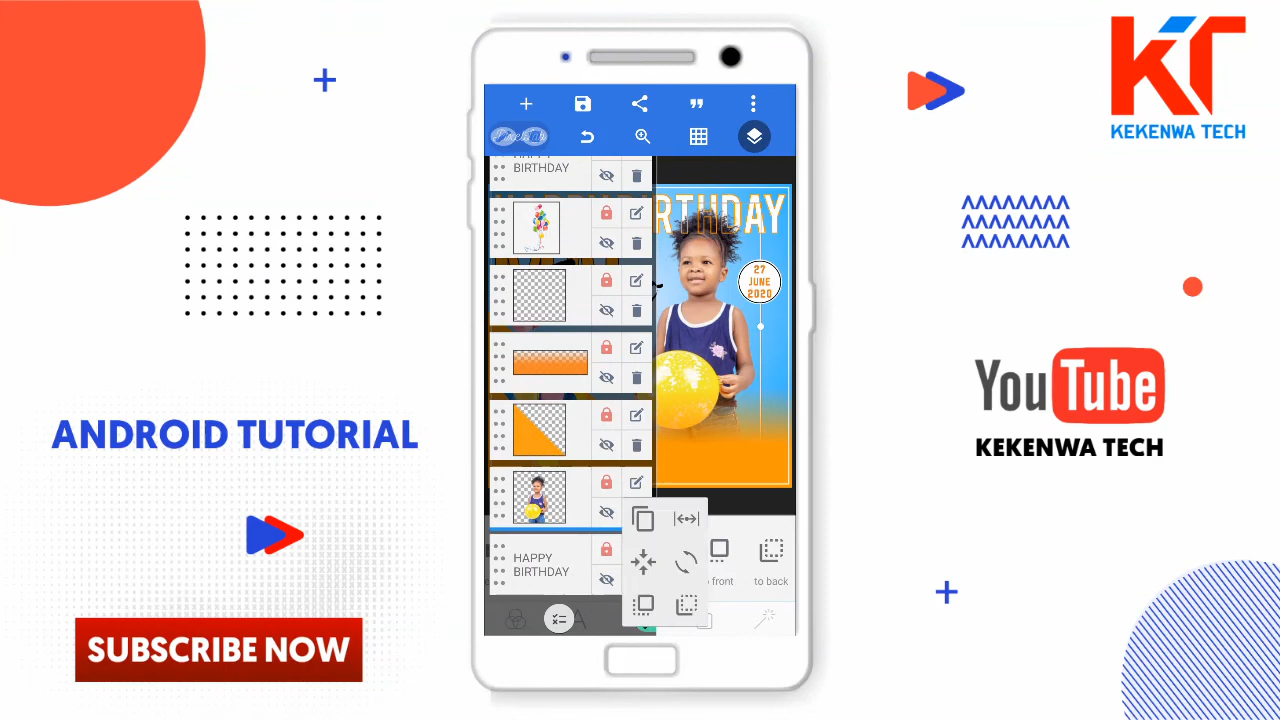 KT
KEKENWA TECH
ANDROID TUTORIAL
SUBSCRIBE NOW
YouTube
KEKENWA TECH
BIRTHDAY
RTHDAY
27
JUNE
2020
HAPPY
BIRTHDAY
front
to back